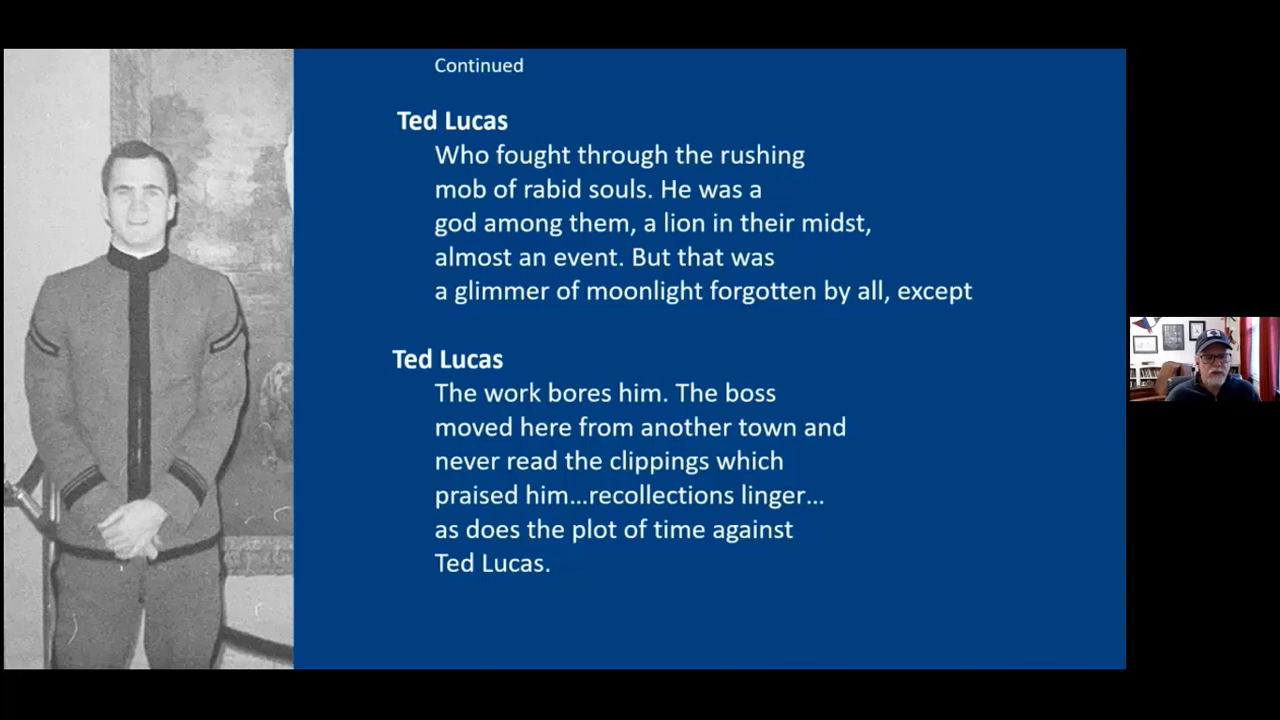 Continued
Ted Lucas
Who fought through the rushing
mob of rabid souls. He was a
god among them, a lion in their midst,
almost an event. But that was
a glimmer of moonlight forgotten by all, except
Ted Lucas
The work bores him. The boss
moved here from another town and
never read the clippings which
praised him...recollections linger...
as does the plot of time against
Ted Lucas.